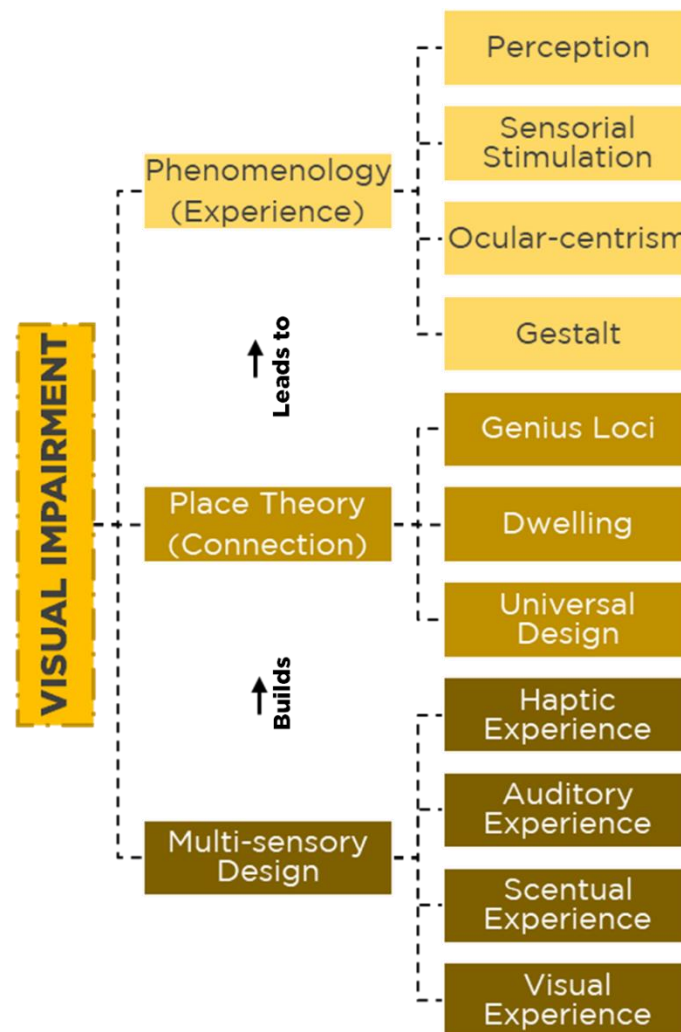 VISUAL IMPAIRMENT
Phenomenology
(Experience)
Perception
Sensorial
Stimulation
Ocular-centrism
Gestalt
Leads to
Place Theory
(Connection)
Genius Loci
Dwelling
Universal
Design
Builds
Multi-sensory
Design
Haptic
Experience
Auditory
Experience
Scentual
Experience
Visual
Experience